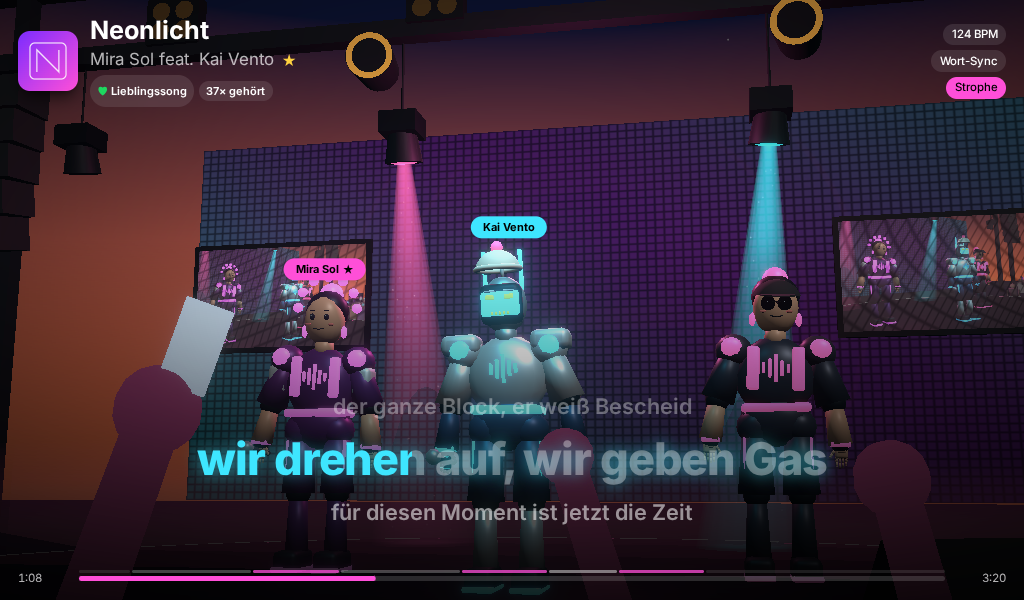 Neonlicht
Mira Sol feat. Kai Vento ★
Lieblingssong
37× gehört
124 BPM
Wort-Sync
Strophe
Kai Vento
Mira Sol ★
der ganze Block, er weiß Bescheid
wir drehen auf, wir geben Gas
für diesen Moment ist jetzt die Zeit
1:08
3:20